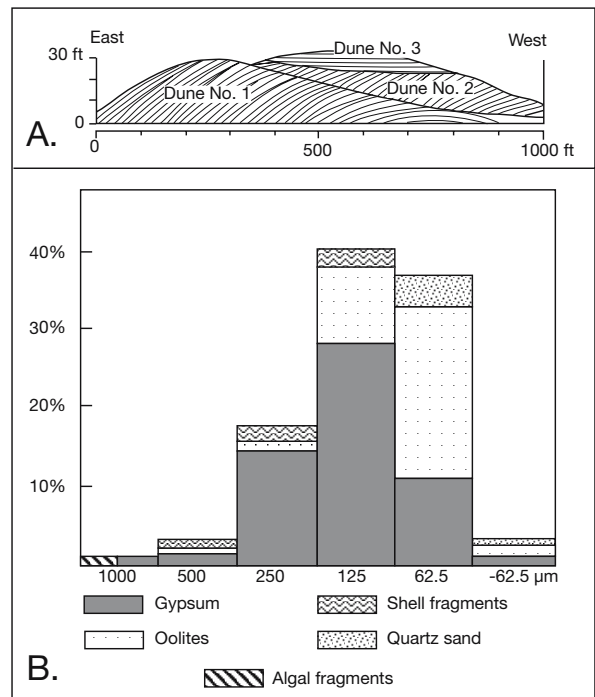 East
West
30 ft
Dune No. 3
Dune No. 1
Dune No. 2
0
A.
0
500
1000 ft
40%
30%
20%
10%
1000
500
250
125
62.5
-62.5 µm
Gypsum
Shell fragments
Oolites
Quartz sand
B.
Algal fragments